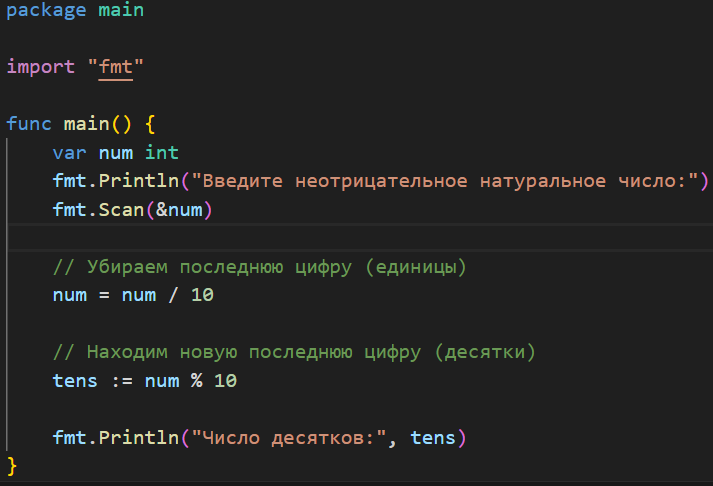 package main
import "fmt"
func main() {
var num int
fmt.Println("Введите неотрицательное натуральное число:")
fmt.Scan(&num)
// Убираем последнюю цифру (единицы)
num = num / 10
// Находим новую последнюю цифру (десятки)
tens := num % 10
fmt.Println("Число десятков:", tens)
}